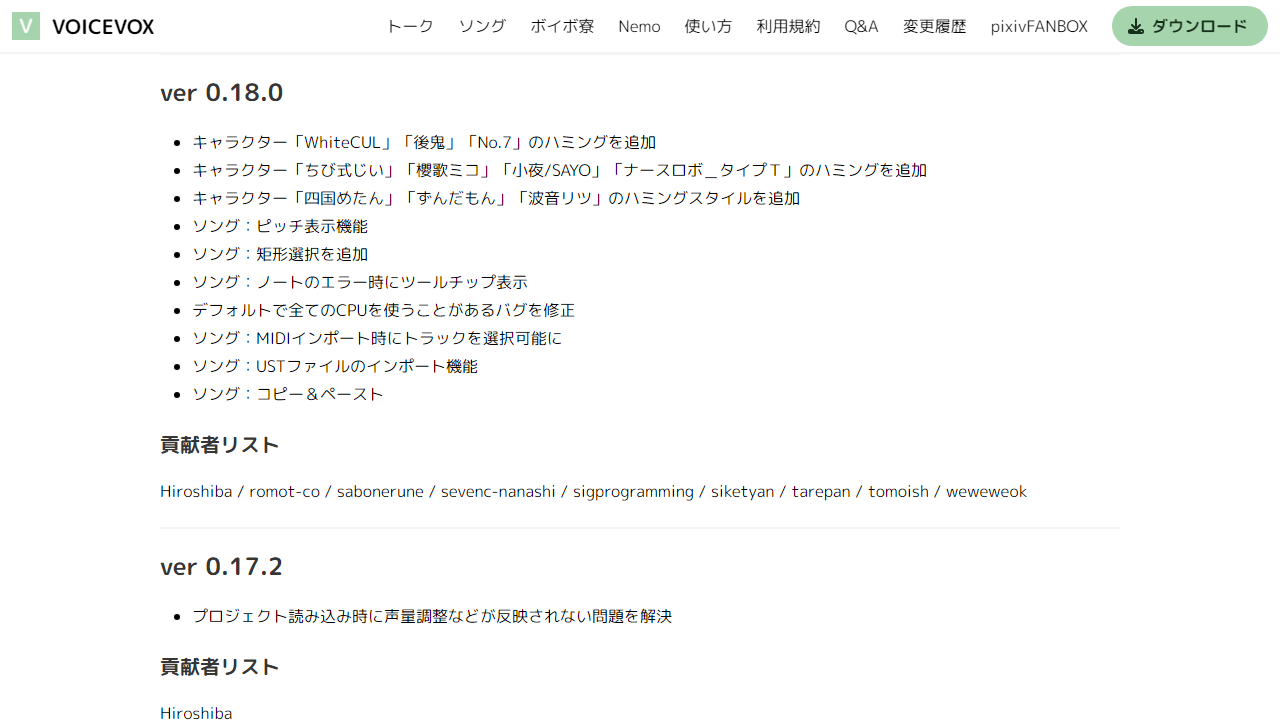 V VOICEVOX トーク ソング ボイボ寮 Nemo 使い方 利用規約 Q&A 変更履歴 pixivFANBOX ダウンロード
ver 0.18.0
キャラクター「WhiteCUL」「後鬼」「No.7」のハミングを追加
キャラクター「ちび式じい」「櫻歌ミコ」「小夜/SAYO」「ナースロボ＿タイプＴ」のハミングを追加
キャラクター「四国めたん」「ずんだもん」「波音リツ」のハミングスタイルを追加
ソング：ピッチ表示機能
ソング：矩形選択を追加
ソング：ノートのエラー時にツールチップ表示
デフォルトで全てのCPUを使うことがあるバグを修正
ソング：MIDIインポート時にトラックを選択可能に
ソング：USTファイルのインポート機能
ソング：コピー＆ペースト
貢献者リスト
Hiroshiba / romot-co / sabonerune / sevenc-nanashi / sigprogramming / siketyan / tarepan / tomoish / weweweok
ver 0.17.2
プロジェクト読み込み時に声量調整などが反映されない問題を解決
貢献者リスト
Hiroshiba